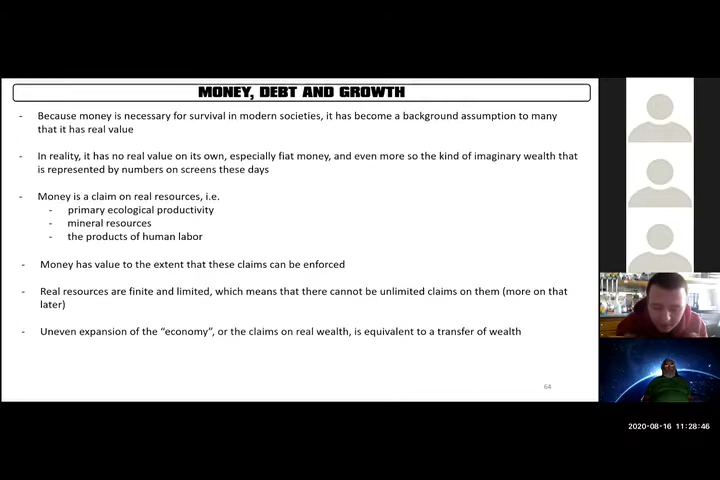 MONEY, DEBT AND GROWTH
- Because money is necessary for survival in modern societies, it has become a background assumption to many
that it has real value
- In reality, it has no real value on its own, especially fiat money, and even more so the kind of imaginary wealth that
is represented by numbers on screens these days
- Money is a claim on real resources, i.e.
- primary ecological productivity
- mineral resources
- the products of human labor
- Money has value to the extent that these claims can be enforced
- Real resources are finite and limited, which means that there cannot be unlimited claims on them (more on that
later)
- Uneven expansion of the “economy”, or the claims on real wealth, is equivalent to a transfer of wealth
64
2020-08-16 11:28:46